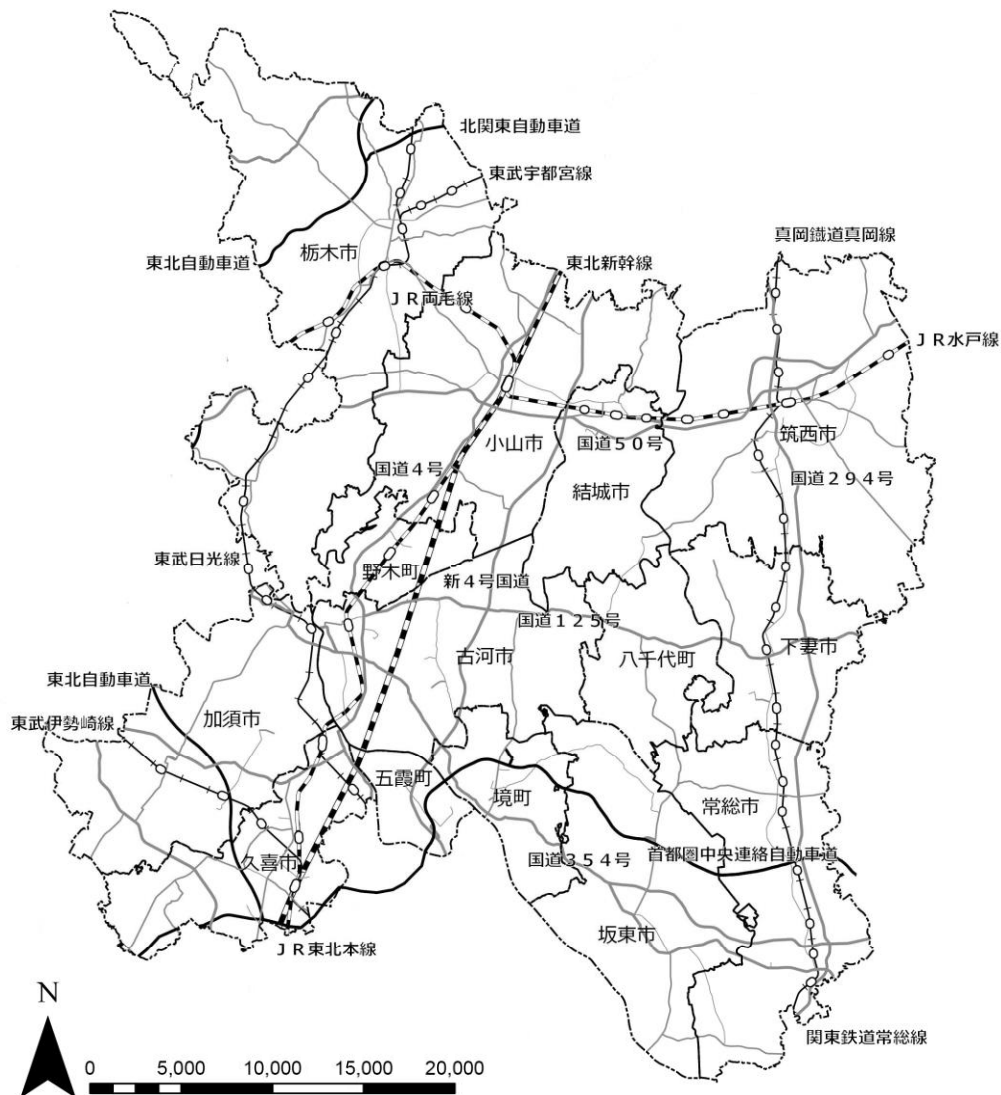 北関東自動車道
東武宇都宮線
栃木市
真岡鐡道真岡線
東北自動車道
東北新幹線
ＪＲ両毛線
ＪＲ水戸線
小山市
国道５０号
筑西市
国道４号
国道２９４号
結城市
東武日光線
野木町
新４号国道
国道１２５号
古河市
八千代町
下妻市
東北自動車道
加須市
東武伊勢崎線
五霞町
境町
常総市
久喜市
国道３５４号
首都圏中央連絡自動車道
坂東市
ＪＲ東北本線
関東鉄道常総線
N
0 5,000 10,000 15,000 20,000